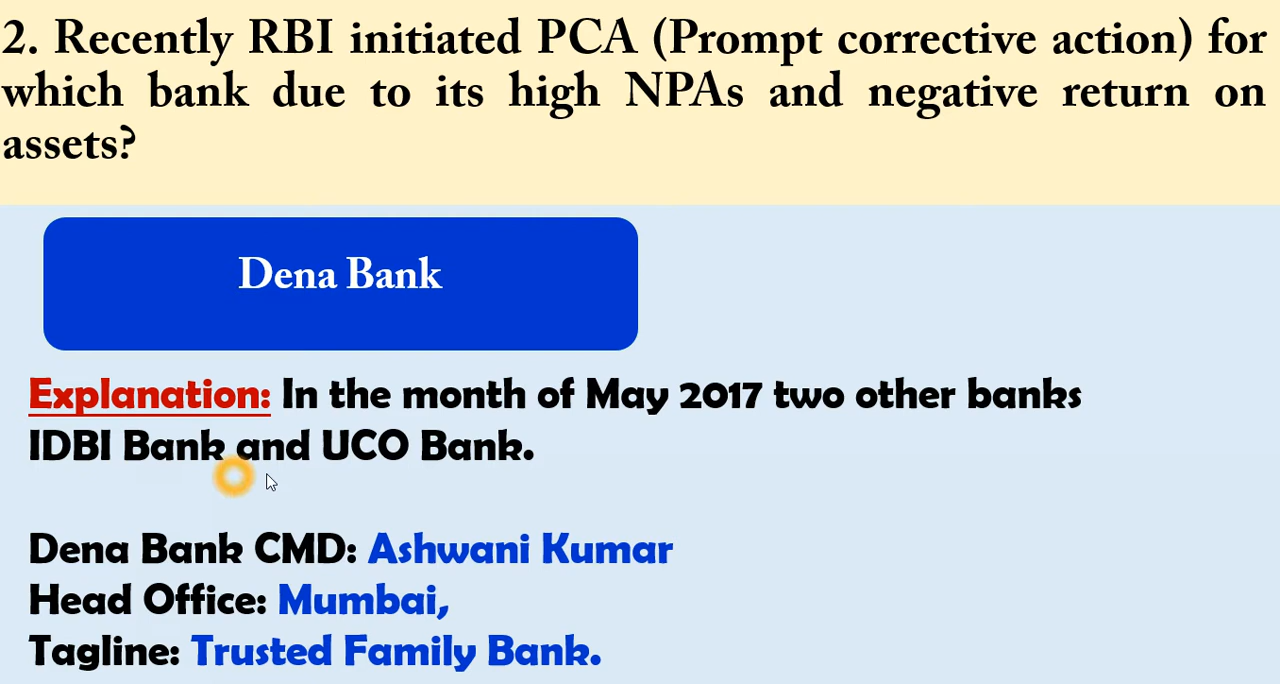 2. Recently RBI initiated PCA (Prompt corrective action) for
which bank due to its high NPAs and negative return on
assets?
Dena Bank
Explanation: In the month of May 2017 two other banks
IDBI Bank and UCO Bank.
Dena Bank CMD: Ashwani Kumar
Head Office: Mumbai,
Tagline: Trusted Family Bank.